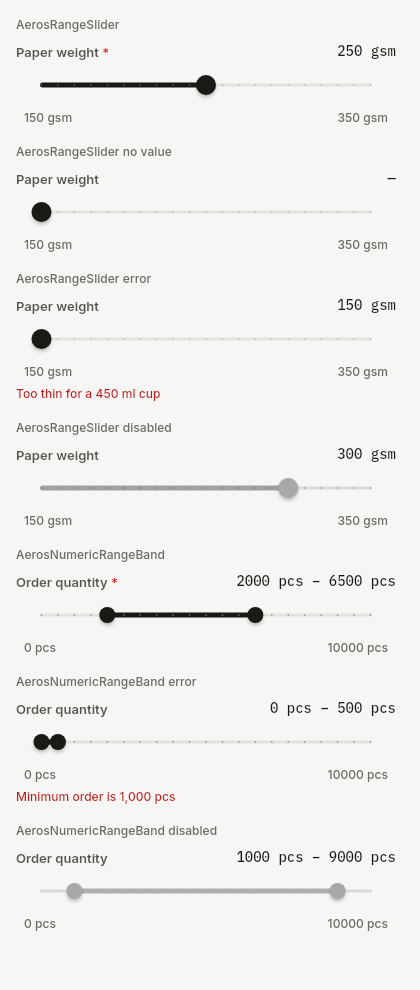 AerosRangeSlider
Paper weight * 250 gsm
150 gsm 350 gsm
AerosRangeSlider no value
Paper weight –
150 gsm 350 gsm
AerosRangeSlider error
Paper weight 150 gsm
150 gsm 350 gsm
Too thin for a 450 ml cup
AerosRangeSlider disabled
Paper weight 300 gsm
150 gsm 350 gsm
AerosNumericRangeBand
Order quantity * 2000 pcs – 6500 pcs
0 pcs 10000 pcs
AerosNumericRangeBand error
Order quantity 0 pcs – 500 pcs
0 pcs 10000 pcs
Minimum order is 1,000 pcs
AerosNumericRangeBand disabled
Order quantity 1000 pcs – 9000 pcs
0 pcs 10000 pcs